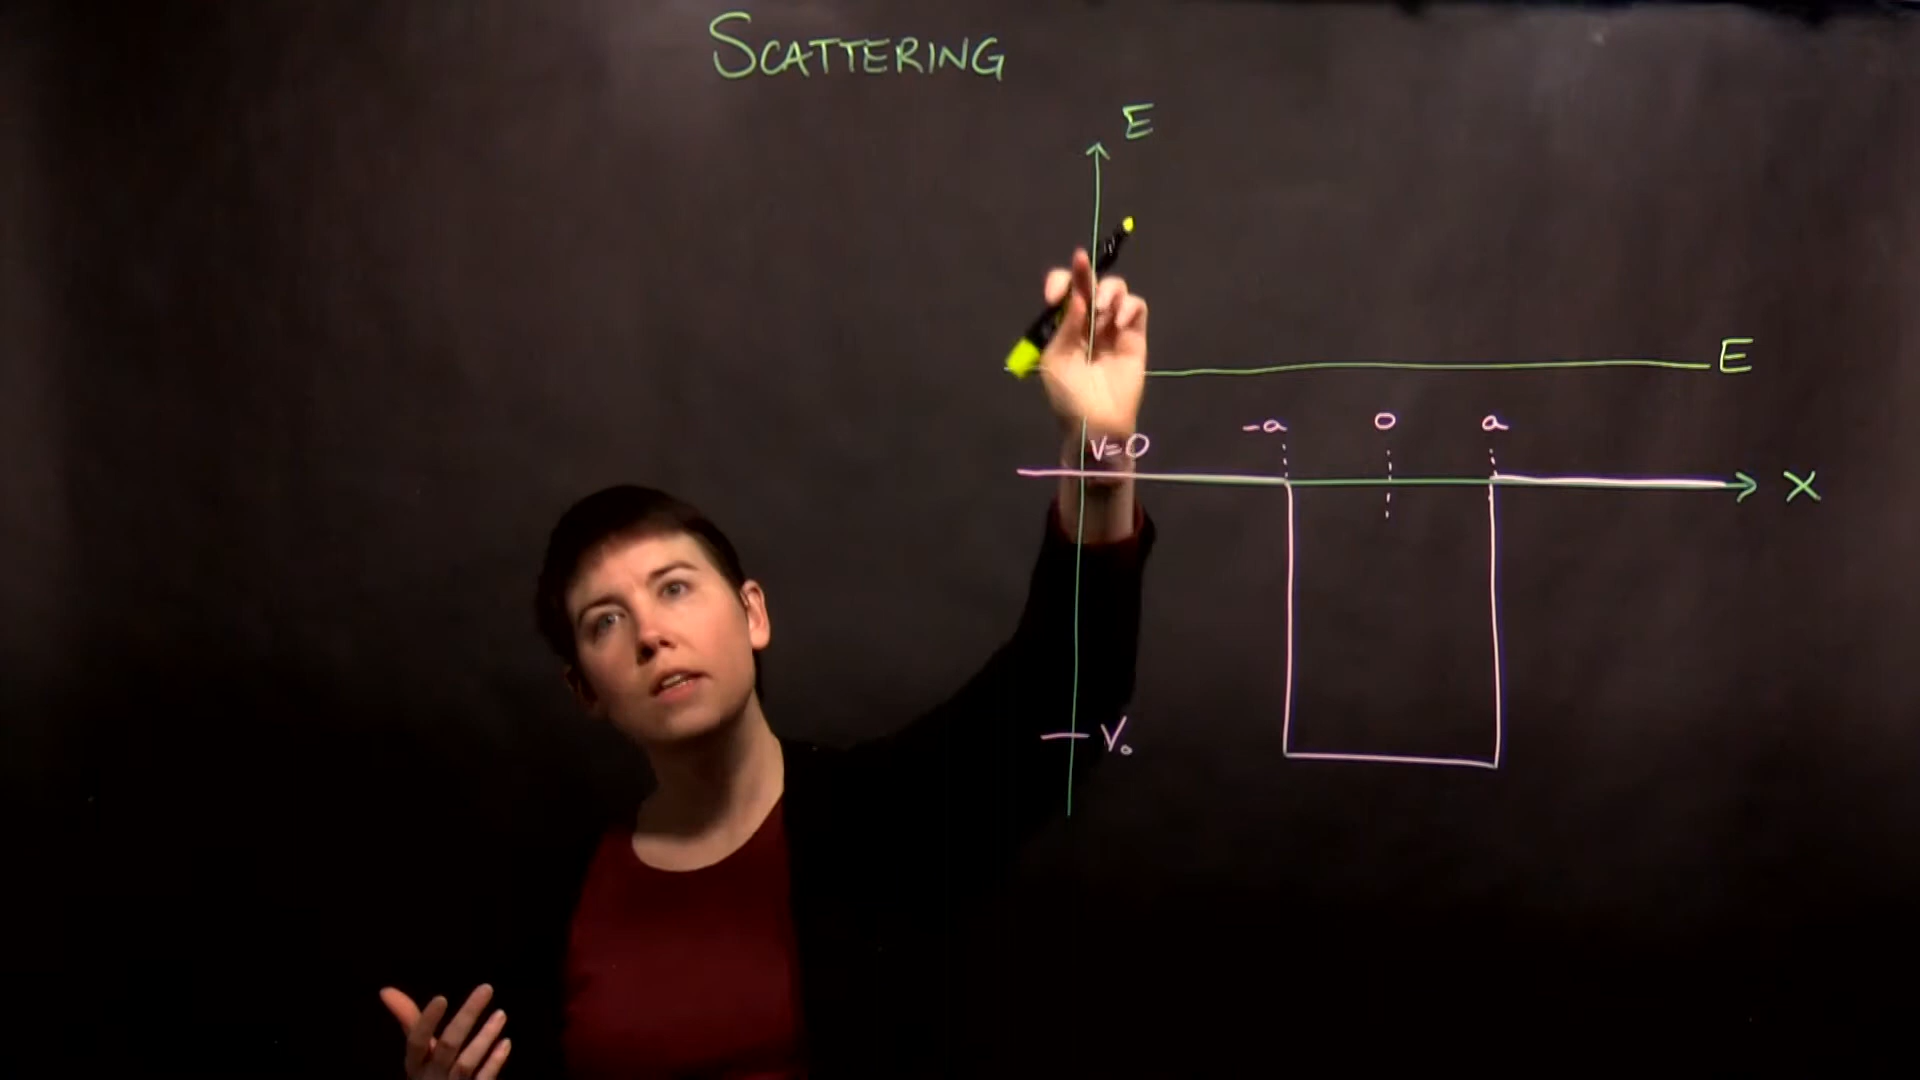 SCATTERING
E
E
-a 0 a
V=0
X
V₀